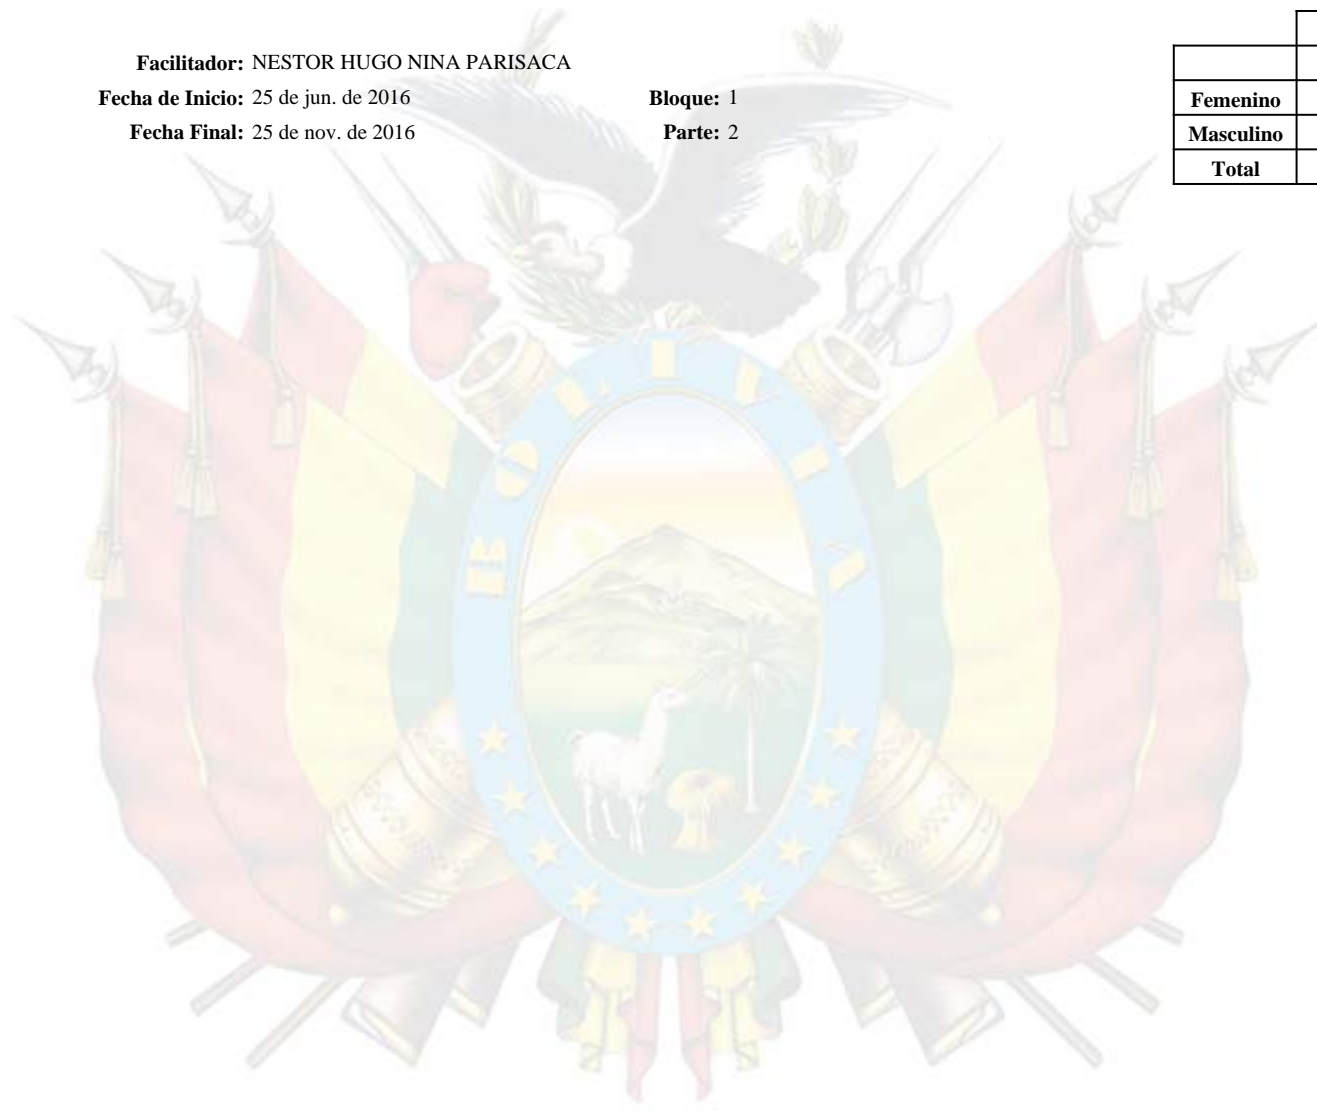 Facilitador: NESTOR HUGO NINA PARISACA
Fecha de Inicio: 25 de jun. de 2016 Bloque: 1
Fecha Final: 25 de nov. de 2016 Parte: 2
Femenino
Masculino
Total
BOLIVIA